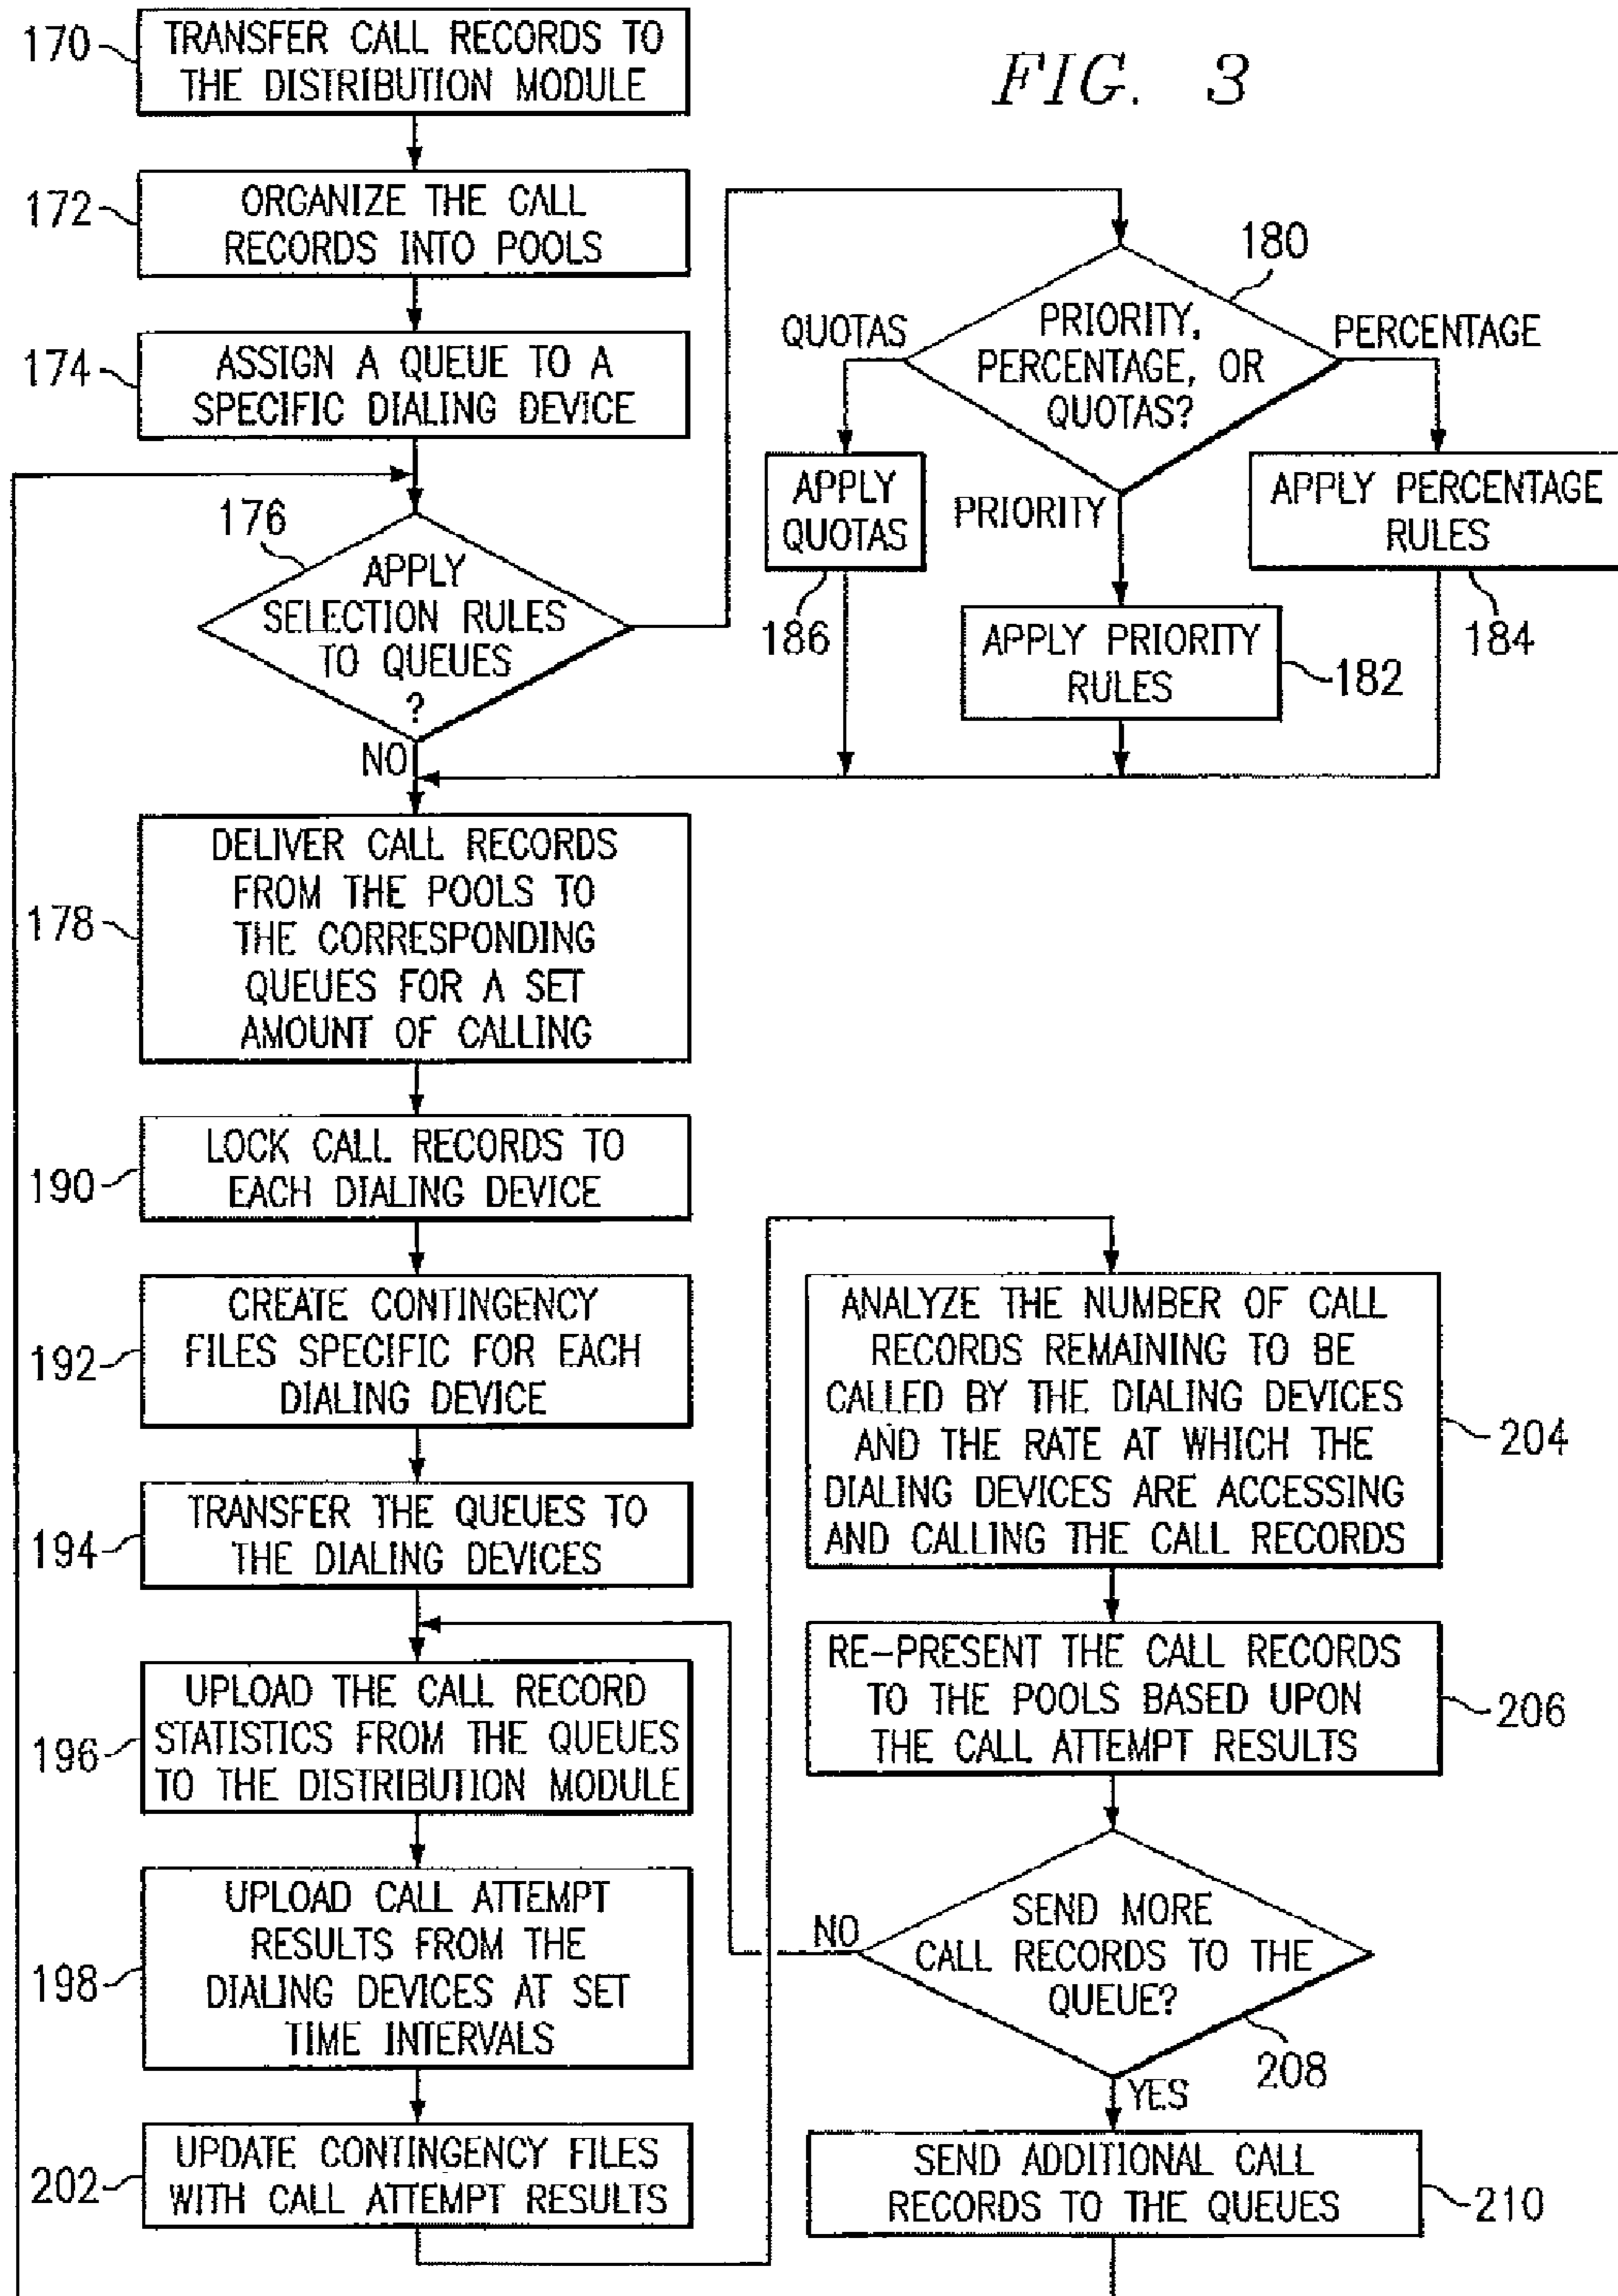 FIG. 3
170
TRANSFER CALL RECORDS TO
THE DISTRIBUTION MODULE
172
ORGANIZE THE CALL
RECORDS INTO POOLS
174
ASSIGN A QUEUE TO A
SPECIFIC DIALING DEVICE
176
APPLY
SELECTION RULES
TO QUEUES
?
NO
180
PRIORITY,
PERCENTAGE, OR
QUOTAS?
QUOTAS
PERCENTAGE
PRIORITY
APPLY
QUOTAS
186
APPLY PRIORITY
RULES
182
APPLY PERCENTAGE
RULES
184
178
DELIVER CALL RECORDS
FROM THE POOLS TO
THE CORRESPONDING
QUEUES FOR A SET
AMOUNT OF CALLING
190
LOCK CALL RECORDS TO
EACH DIALING DEVICE
192
CREATE CONTINGENCY
FILES SPECIFIC FOR EACH
DIALING DEVICE
194
TRANSFER THE QUEUES TO
THE DIALING DEVICES
196
UPLOAD THE CALL RECORD
STATISTICS FROM THE QUEUES
TO THE DISTRIBUTION MODULE
198
UPLOAD CALL ATTEMPT
RESULTS FROM THE
DIALING DEVICES AT SET
TIME INTERVALS
202
UPDATE CONTINGENCY FILES
WITH CALL ATTEMPT RESULTS
ANALYZE THE NUMBER OF CALL
RECORDS REMAINING TO BE
CALLED BY THE DIALING DEVICES
AND THE RATE AT WHICH THE
DIALING DEVICES ARE ACCESSING
AND CALLING THE CALL RECORDS
204
RE-PRESENT THE CALL RECORDS
TO THE POOLS BASED UPON
THE CALL ATTEMPT RESULTS
206
SEND MORE
CALL RECORDS TO THE
QUEUE?
NO
208
YES
SEND ADDITIONAL CALL
RECORDS TO THE QUEUES
210